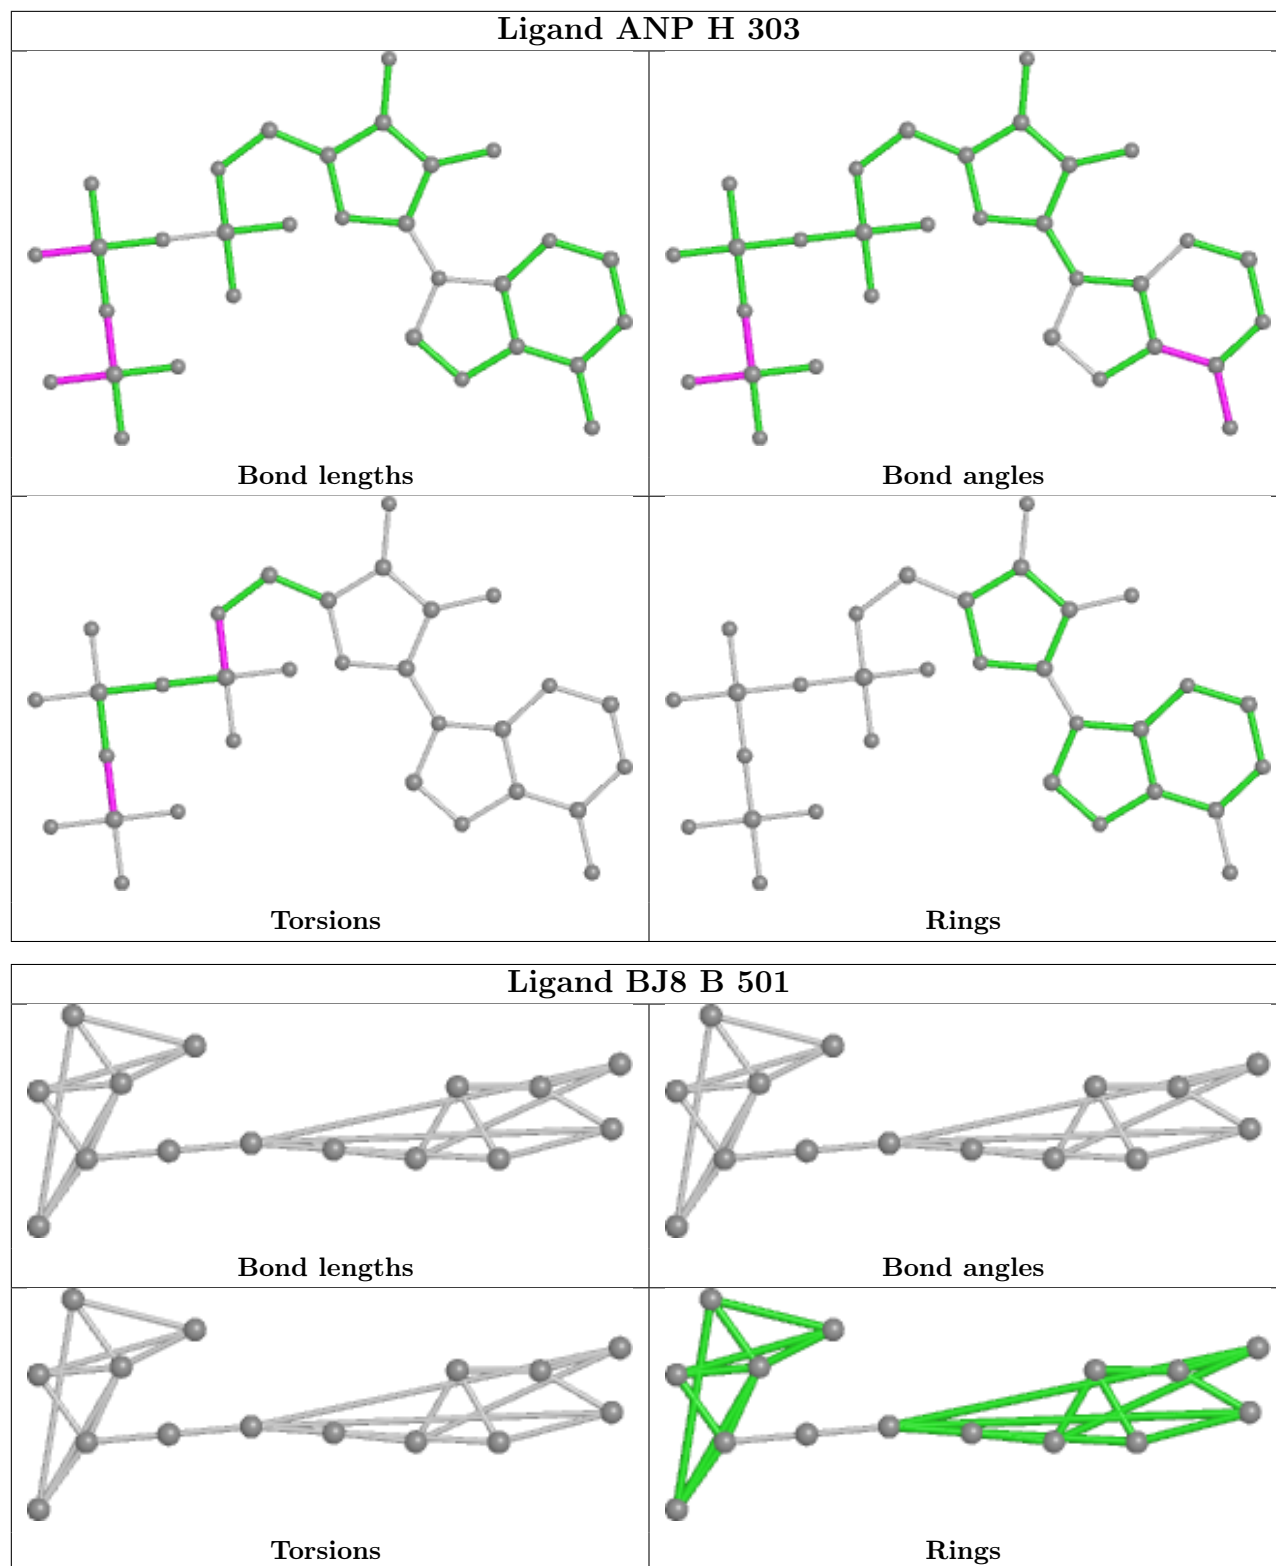 Ligand ANP H 303
Bond lengths
Bond angles
Torsions
Rings
Ligand BJ8 B 501
Bond lengths
Bond angles
Torsions
Rings